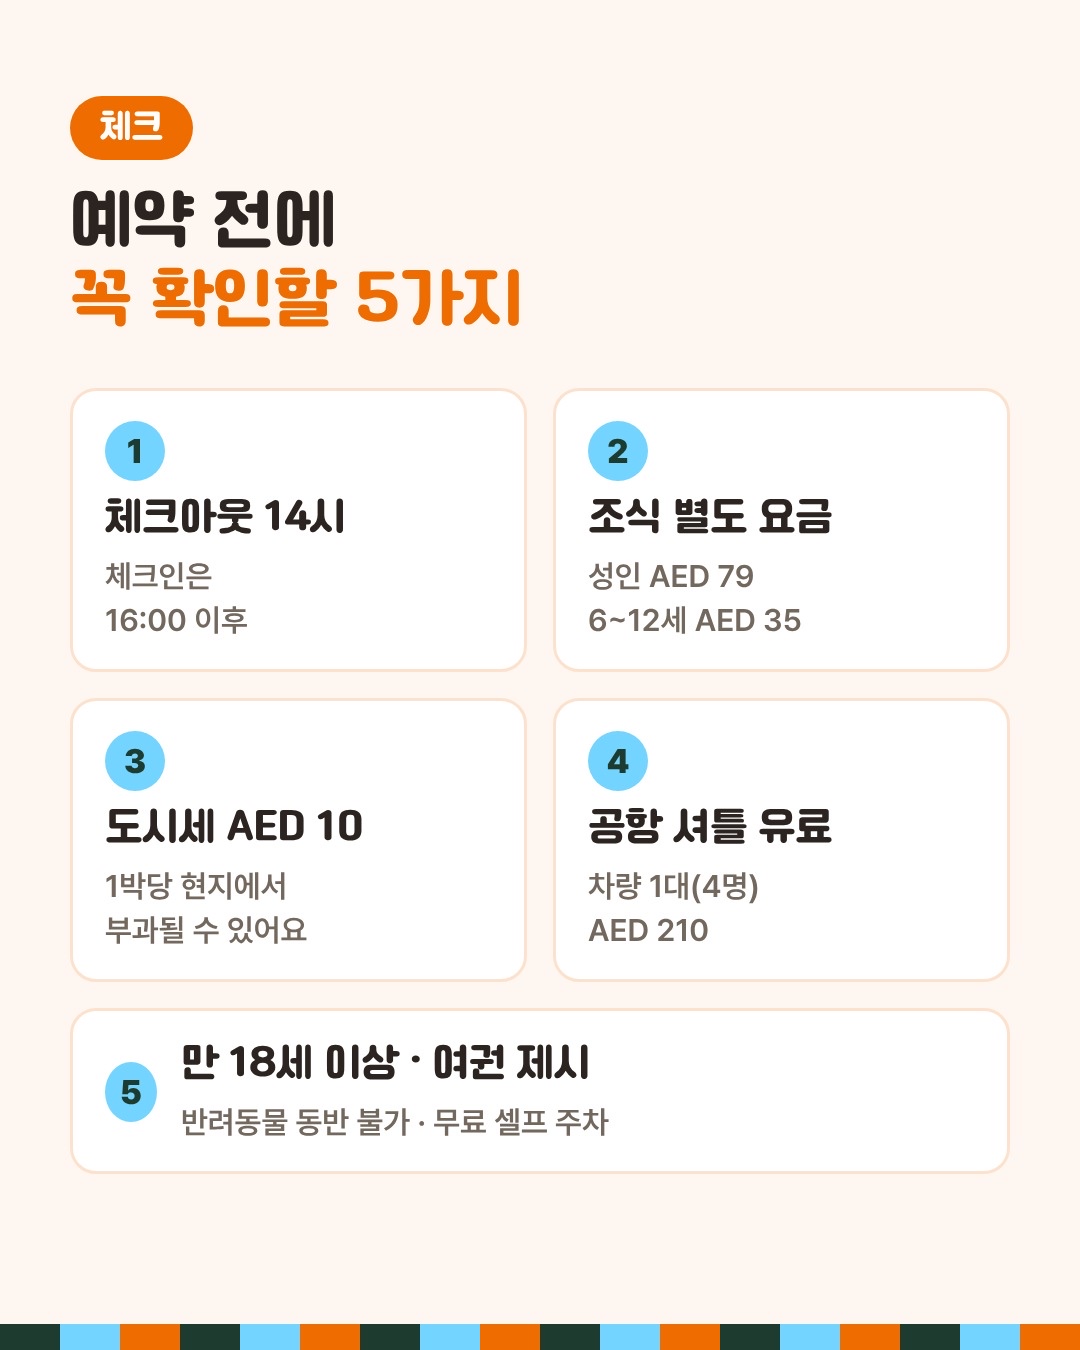 체크
예약 전에
꼭 확인할 5가지
1
체크아웃 14시
체크인은
16:00 이후
2
조식 별도 요금
성인 AED 79
6~12세 AED 35
3
도시세 AED 10
1박당 현지에서
부과될 수 있어요
4
공항 셔틀 유료
차량 1대(4명)
AED 210
5
만 18세 이상 · 여권 제시
반려동물 동반 불가 · 무료 셀프 주차